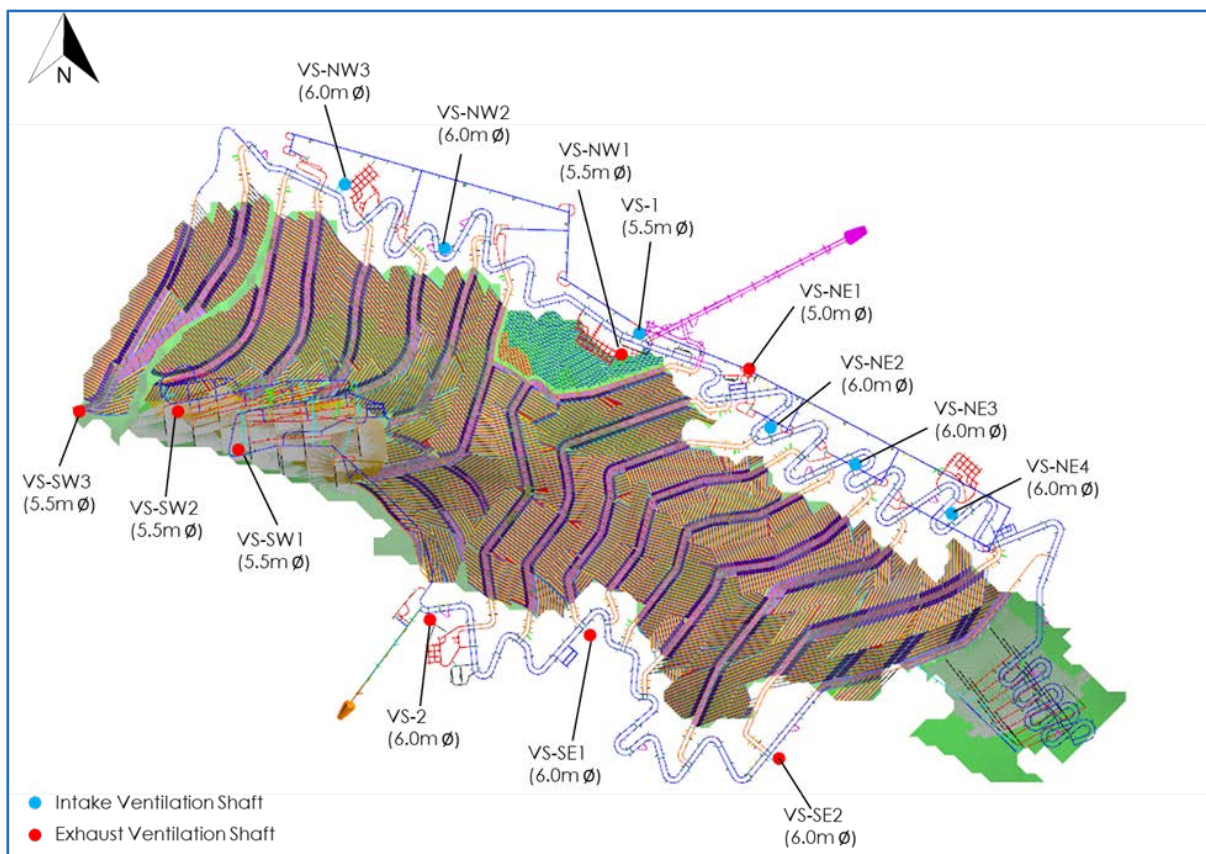 N
VS-NW3
(6.0m Ø)
VS-NW2
(6.0m Ø)
VS-NW1
(5.5m Ø)
VS-1
(5.5m Ø)
VS-NE1
(5.0m Ø)
VS-NE2
(6.0m Ø)
VS-NE3
(6.0m Ø)
VS-NE4
(6.0m Ø)
VS-SW3
(5.5m Ø)
VS-SW2
(5.5m Ø)
VS-SW1
(5.5m Ø)
VS-2
(6.0m Ø)
VS-SE1
(6.0m Ø)
VS-SE2
(6.0m Ø)
Intake Ventilation Shaft
Exhaust Ventilation Shaft